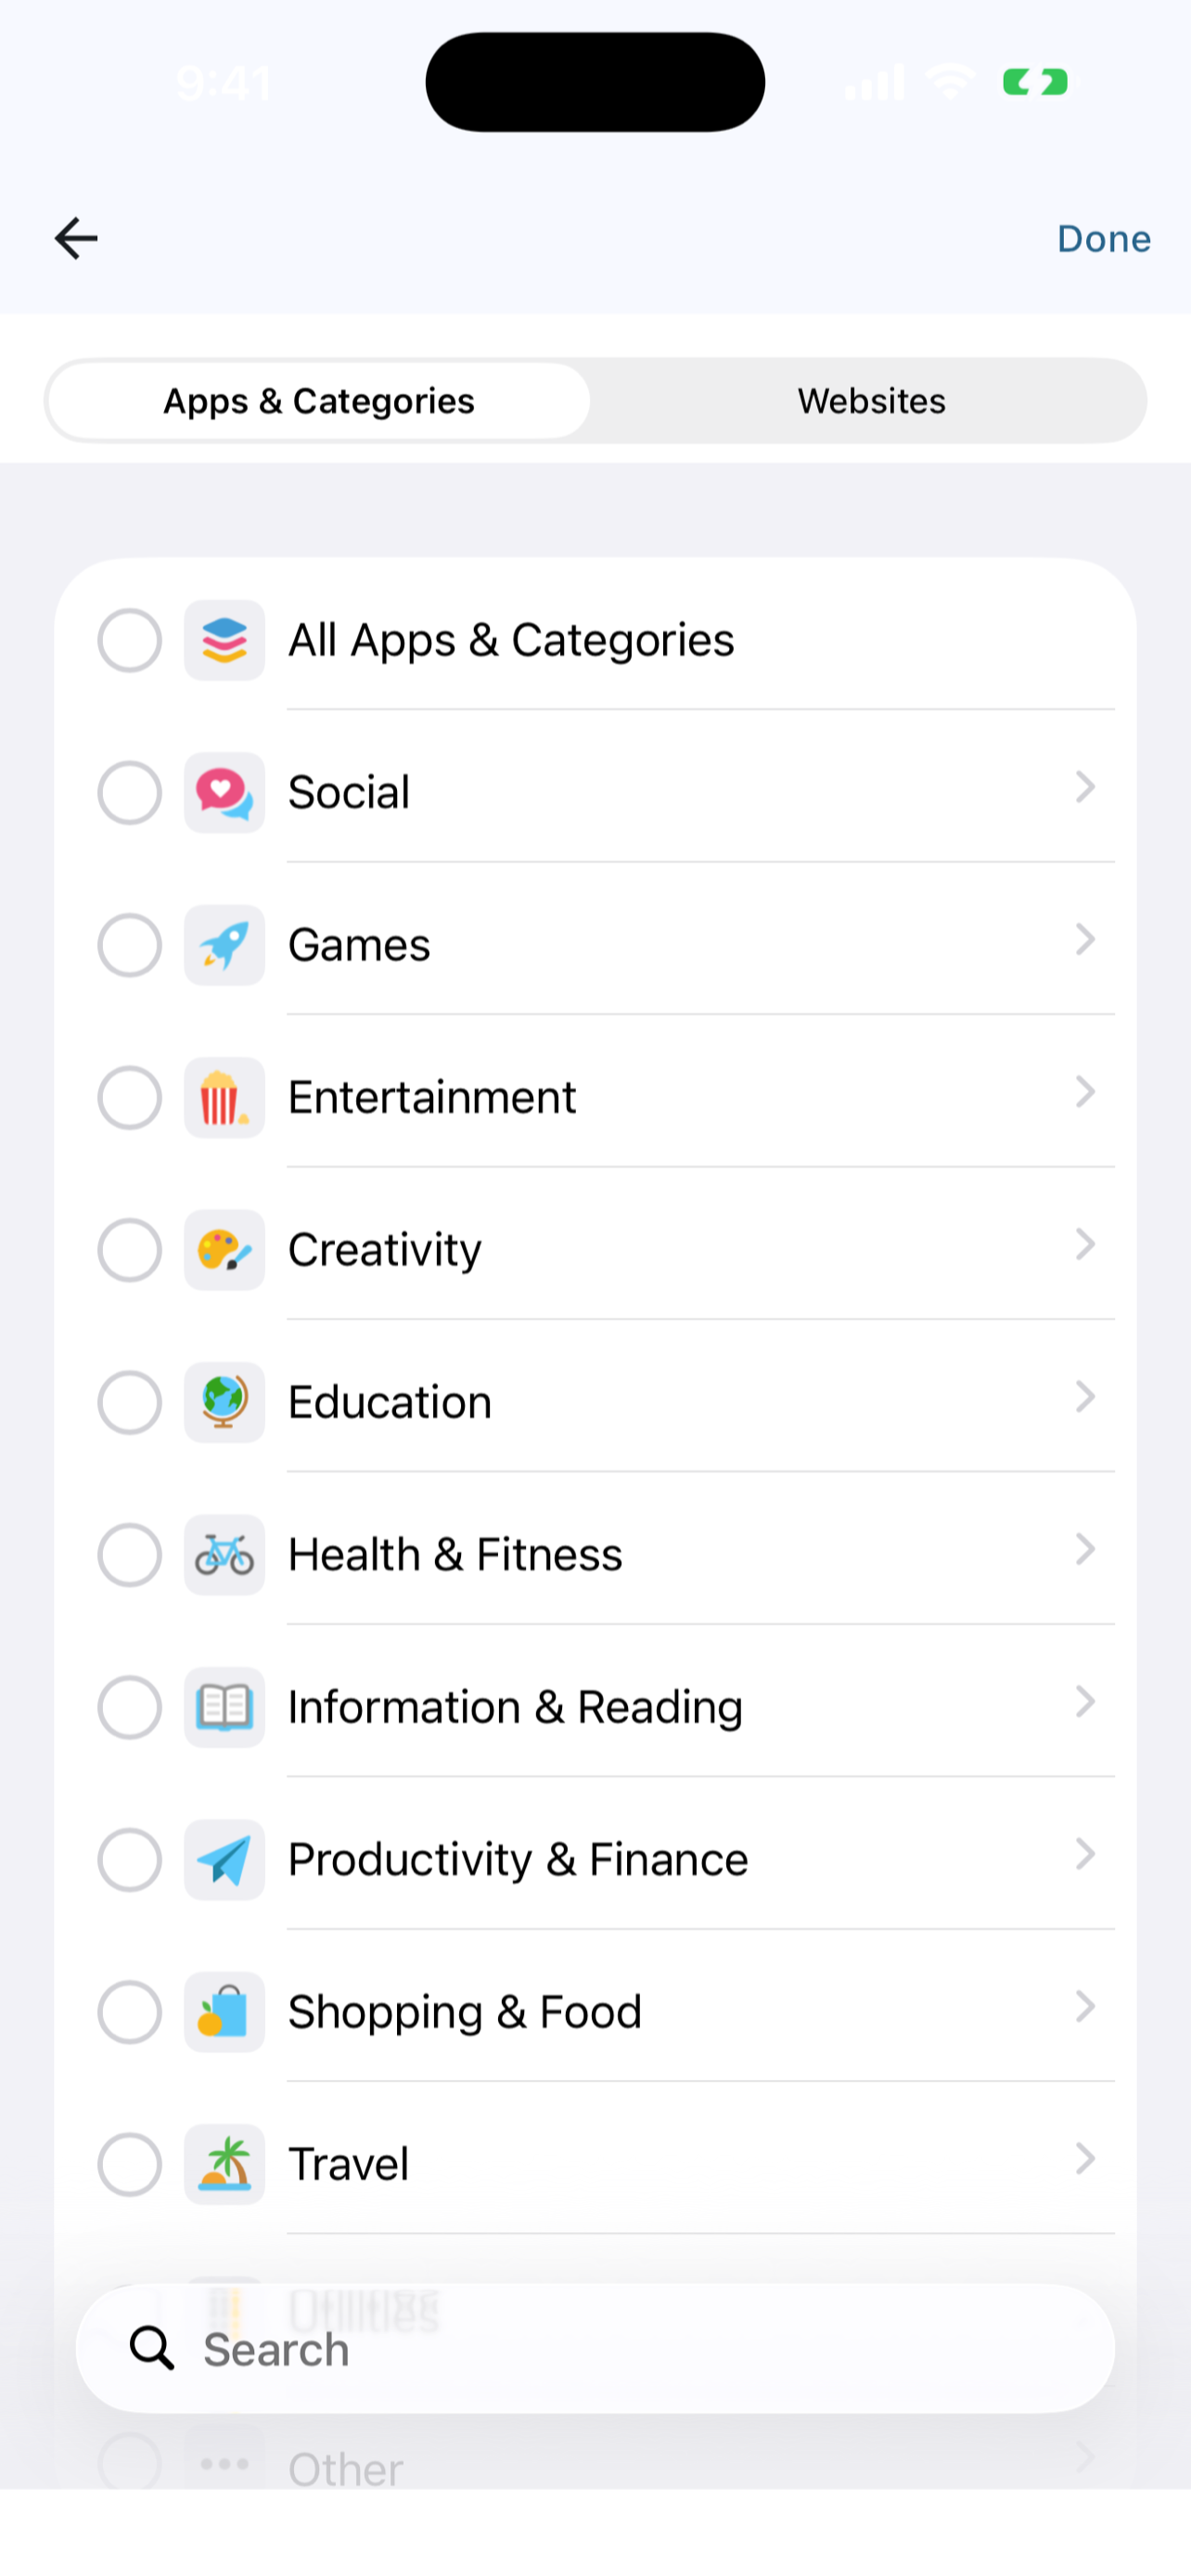 9:41
Done
Apps & Categories
Websites
All Apps & Categories
Social
Games
Entertainment
Creativity
Education
Health & Fitness
Information & Reading
Productivity & Finance
Shopping & Food
Travel
Utilities
Search
Other